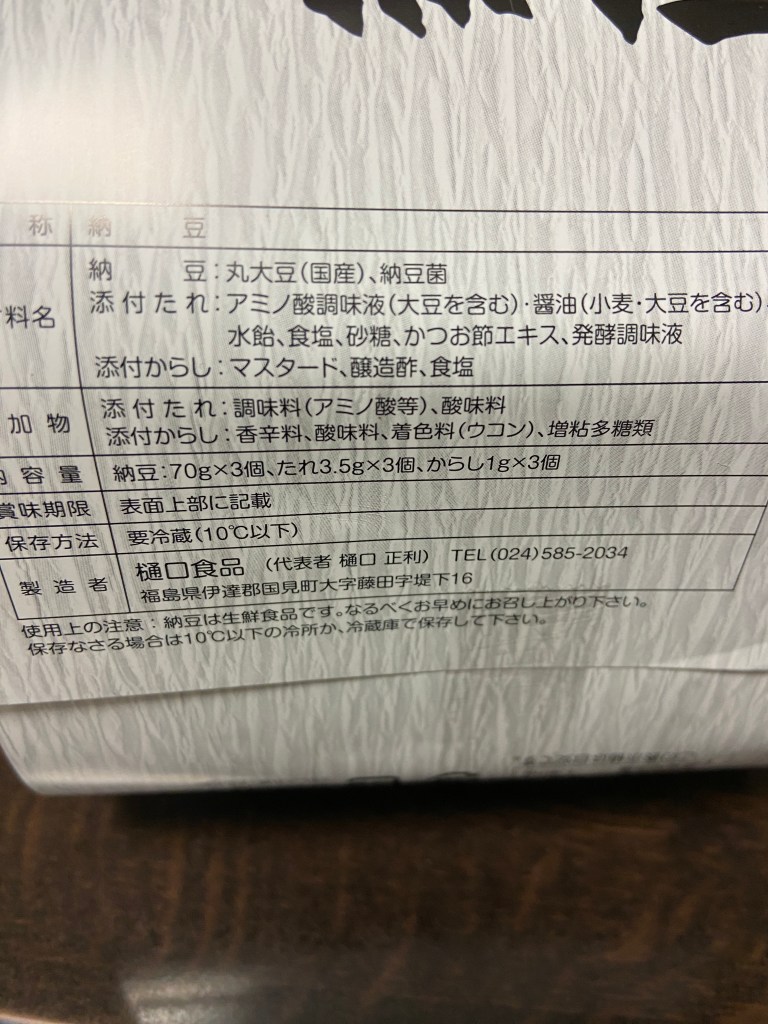 称 納 豆
料名 納 豆:丸大豆(国産)、納豆菌
添付たれ:アミノ酸調味液(大豆を含む)・醤油(小麦・大豆を含む)、
水飴、食塩、砂糖、かつお節エキス、発酵調味液
添付からし:マスタード、醸造酢、食塩
加物 添付たれ:調味料(アミノ酸等)、酸味料
添付からし:香辛料、酸味料、着色料(ウコン)、増粘多糖類
内容量 納豆:70g×3個、たれ3.5g×3個、からし1g×3個
賞味期限 表面上部に記載
保存方法 要冷蔵(10℃以下)
製造者 樋口食品 (代表者 樋口 正利) TEL(024)585-2034
福島県伊達郡国見町大字藤田字堤下16
使用上の注意:納豆は生鮮食品です。なるべくお早めにお召し上がり下さい。
保存なさる場合は10℃以下の冷所か、冷蔵庫で保存して下さい。